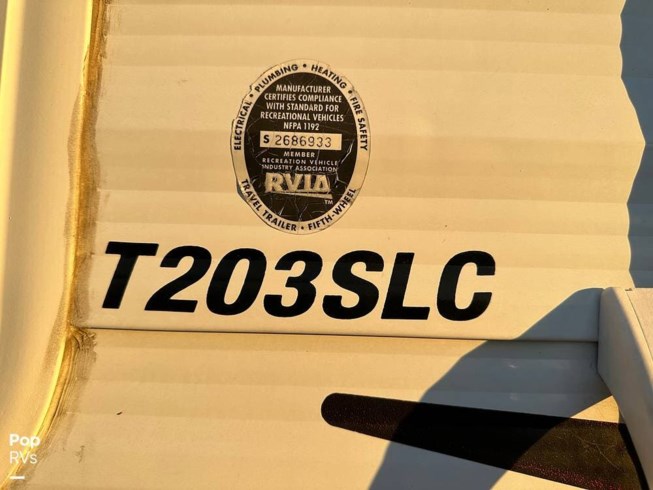 ELECTRICAL • PLUMBING • HEATING • FIRE SAFETY
MANUFACTURER
CERTIFIES COMPLIANCE
WITH STANDARD FOR
RECREATIONAL VEHICLES
NFPA 1192
S 2686933
MEMBER
RECREATION VEHICLE
INDUSTRY ASSOCIATION
RVIA
TM
TRAVEL TRAILER • FIFTH-WHEEL
T203SLC
Pop
RVs